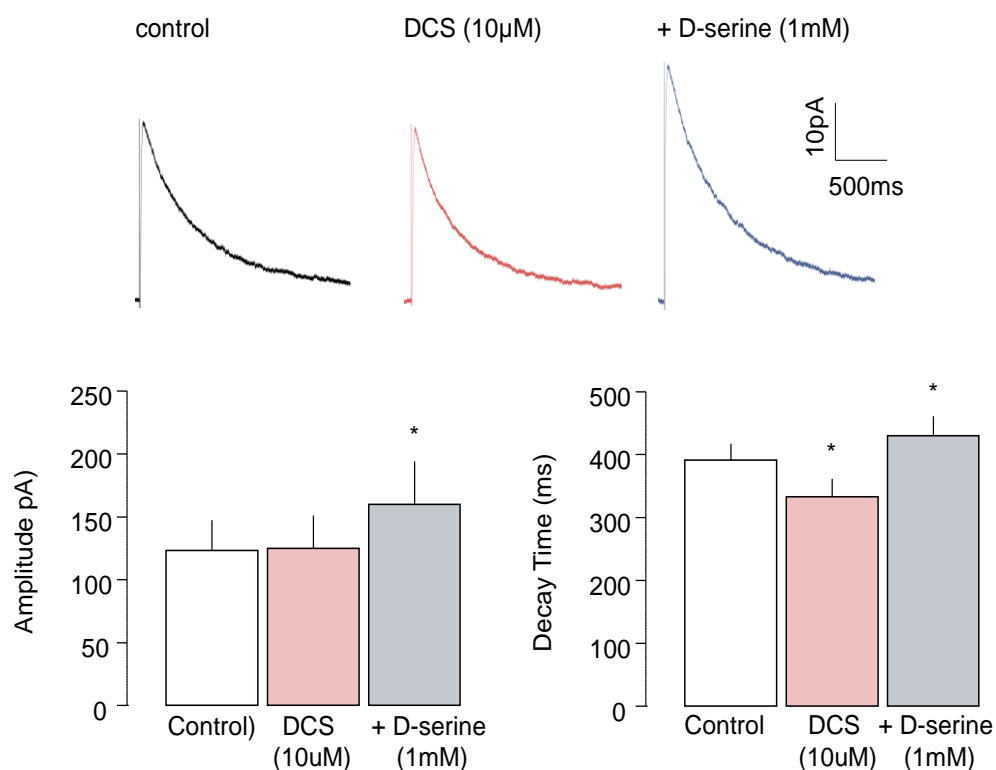 control
DCS (10µM)
+ D-serine (1mM)
10pA
500ms
Amplitude pA)
250
200
150
100
50
0
*
Control)
DCS
(10uM)
+ D-serine
(1mM)
Decay Time (ms)
500
400
300
200
100
0
*
*
Control
DCS
(10uM)
+ D-serine
(1mM)